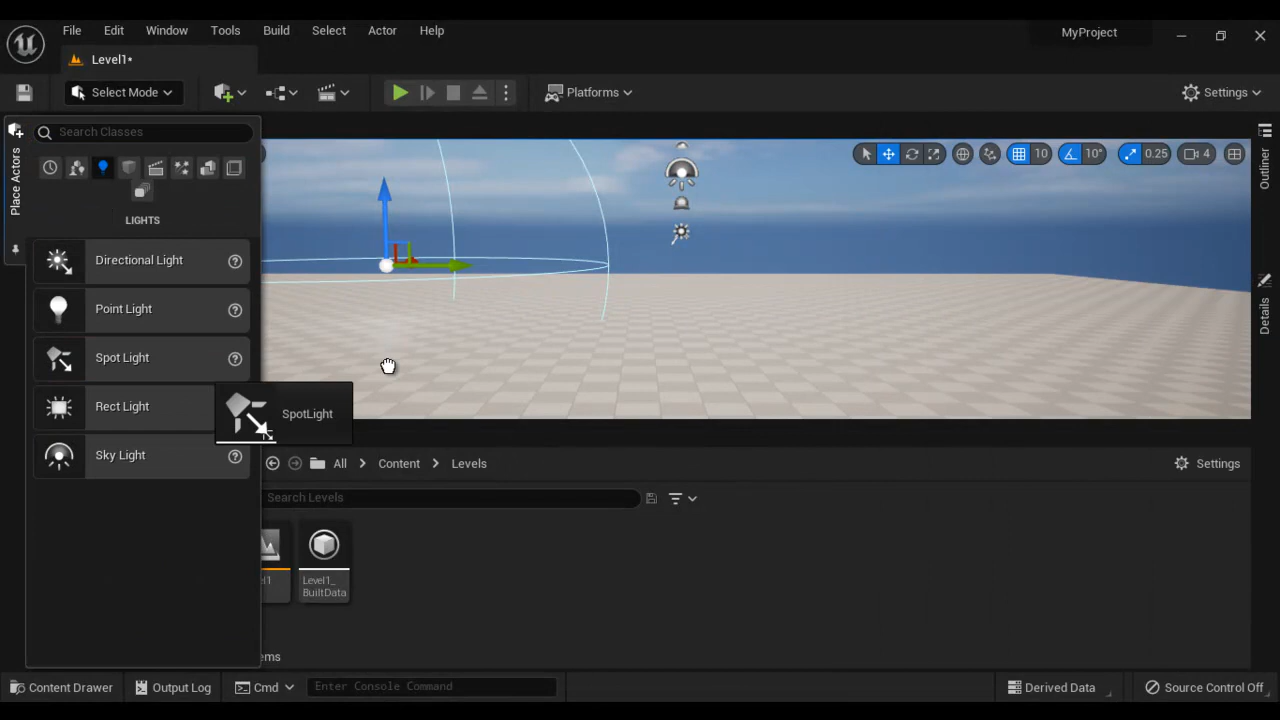 File Edit Window Tools Build Select Actor Help MyProject
Level1*
Select Mode Platforms Settings
Search Classes
10 10° 0.25 4
Place Actors
Outliner
LIGHTS
Directional Light
Point Light
Spot Light
Rect Light
SpotLight
Sky Light
Details
All Content Levels Settings
Search Levels
Level1_
BuiltData
Content Drawer Output Log Cmd Enter Console Command Derived Data Source Control Off